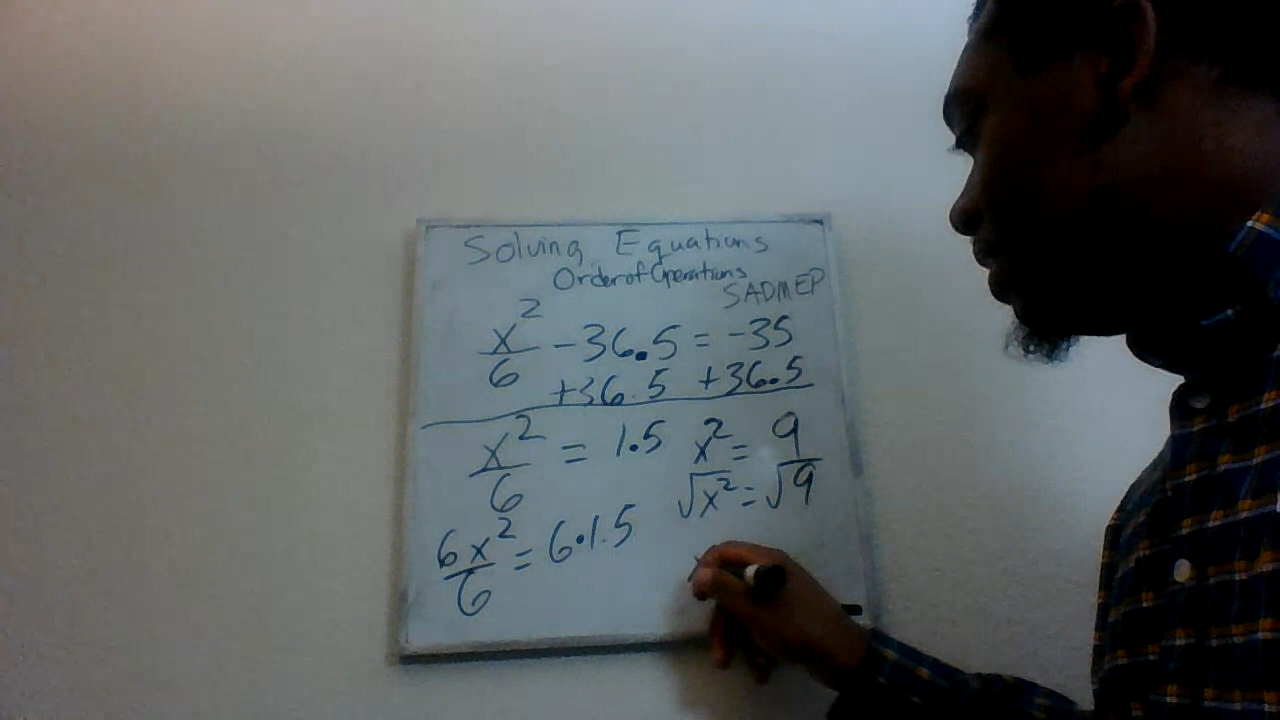 Solving Equations
Order of Operations
SADMEP
x²/6 - 36.5 = -35
+36.5 +36.5
x²/6 = 1.5
6x²/6 = 6·1.5
x² = 9
√x² = √9